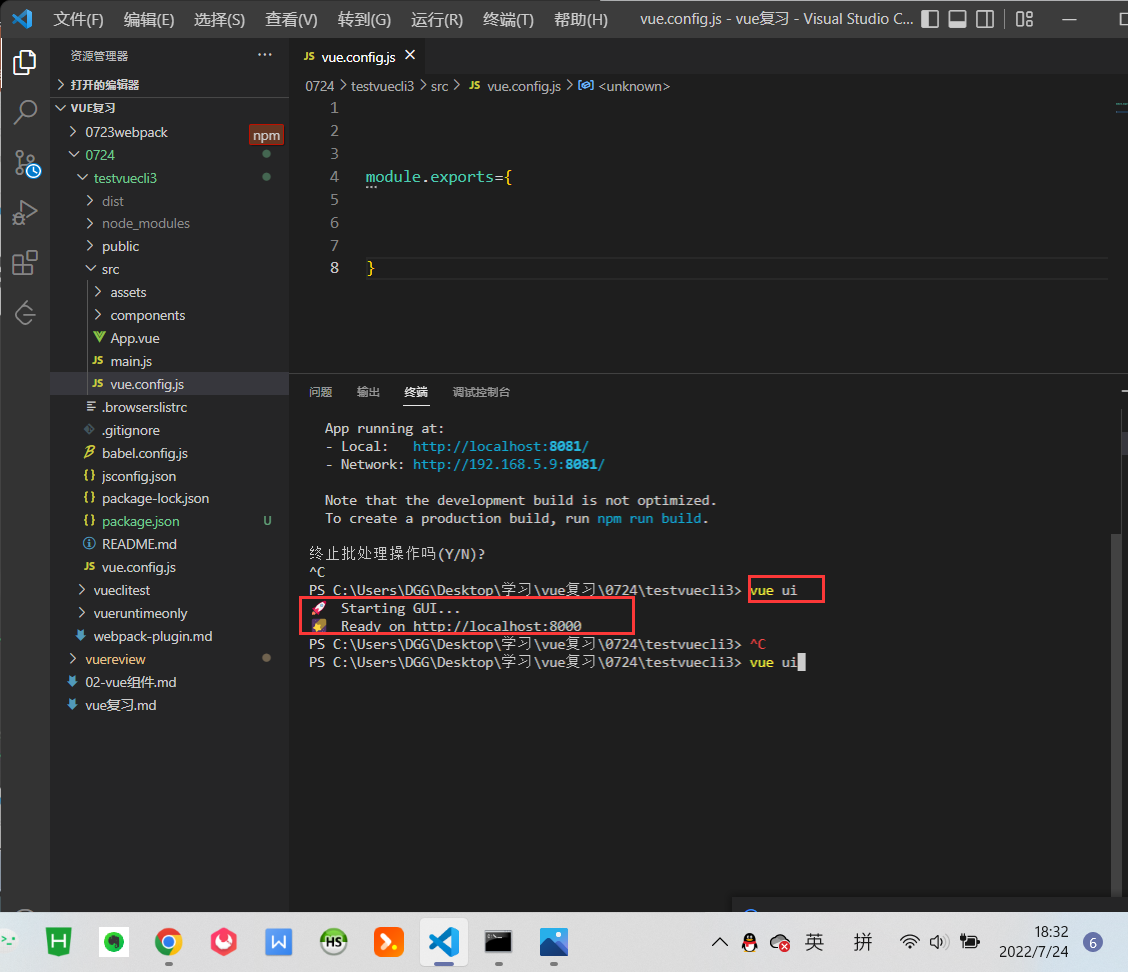 文件(F) 编辑(E) 选择(S) 查看(V) 转到(G) 运行(R) 终端(T) 帮助(H) vue.config.js - vue复习 - Visual Studio C...
资源管理器 ···
打开的编辑器
VUE复习
0723webpack
npm
0724
testvuecli3
dist
node_modules
public
src
assets
components
App.vue
JS main.js
JS vue.config.js
.browserslistrc
.gitignore
babel.config.js
{} jsconfig.json
{} package-lock.json
{} package.json U
README.md
JS vue.config.js
vueclitest
vueruntimeonly
webpack-plugin.md
vuereview
02-vue组件.md
vue复习.md
JS vue.config.js ×
0724 > testvuecli3 > src > JS vue.config.js > <unknown>
1
2
3
4 module.exports={
5
6
7
8 }
问题 输出 终端 调试控制台
App running at:
- Local: http://localhost:8081/
- Network: http://192.168.5.9:8081/
Note that the development build is not optimized.
To create a production build, run npm run build.
终止批处理操作吗(Y/N)?
^C
PS C:\Users\DGG\Desktop\学习\vue复习\0724\testvuecli3> vue ui
🚀 Starting GUI...
🌠 Ready on http://localhost:8000
PS C:\Users\DGG\Desktop\学习\vue复习\0724\testvuecli3> ^C
PS C:\Users\DGG\Desktop\学习\vue复习\0724\testvuecli3> vue ui
H W HS 英 拼 18:32
2022/7/24 6